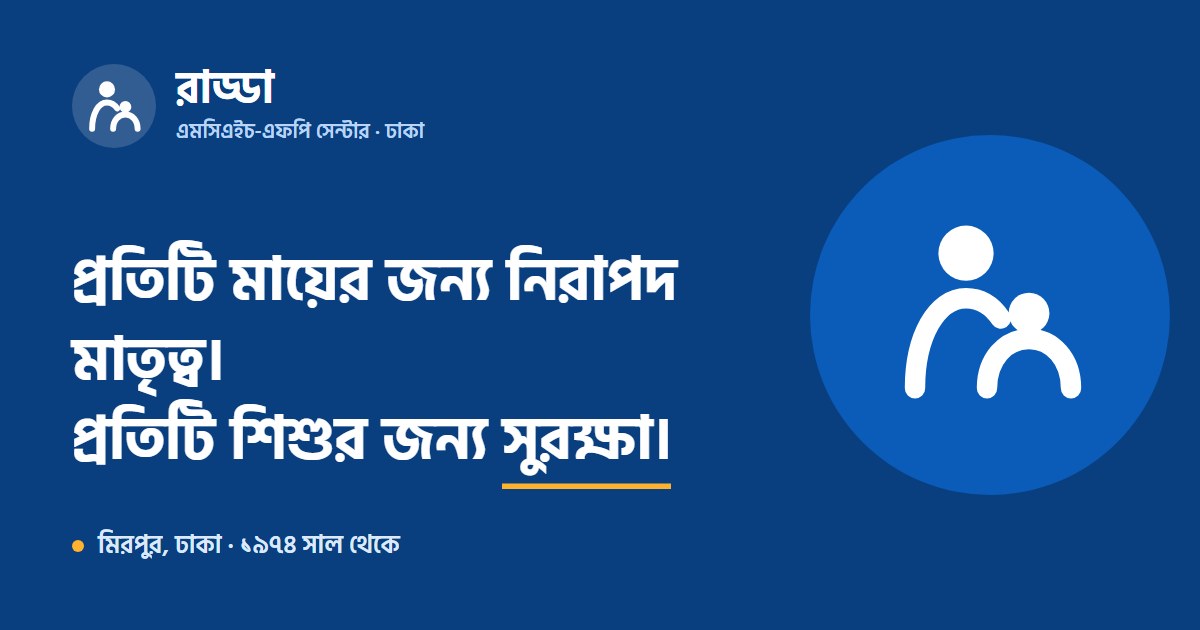 রাড্ডা
এমসিএইচ-এফপি সেন্টার · ঢাকা
প্রতিটি মায়ের জন্য নিরাপদ
মাতৃত্ব।
প্রতিটি শিশুর জন্য সুরক্ষা।
মিরপুর, ঢাকা · ১৯৭৪ সাল থেকে